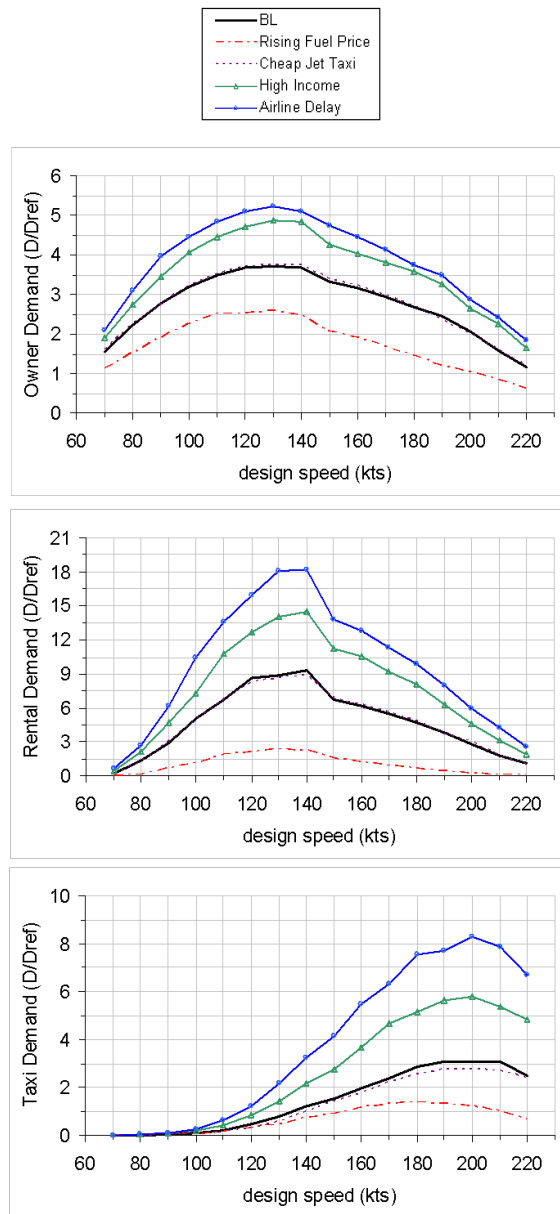 BL
Rising Fuel Price
Cheap Jet Taxi
High Income
Airline Delay
6
5
4
3
2
1
0
Owner Demand (D/Dref)
60 80 100 120 140 160 180 200 220
design speed (kts)
21
18
15
12
9
6
3
0
Rental Demand (D/Dref)
60 80 100 120 140 160 180 200 220
design speed (kts)
10
8
6
4
2
0
Taxi Demand (D/Dref)
60 80 100 120 140 160 180 200 220
design speed (kts)